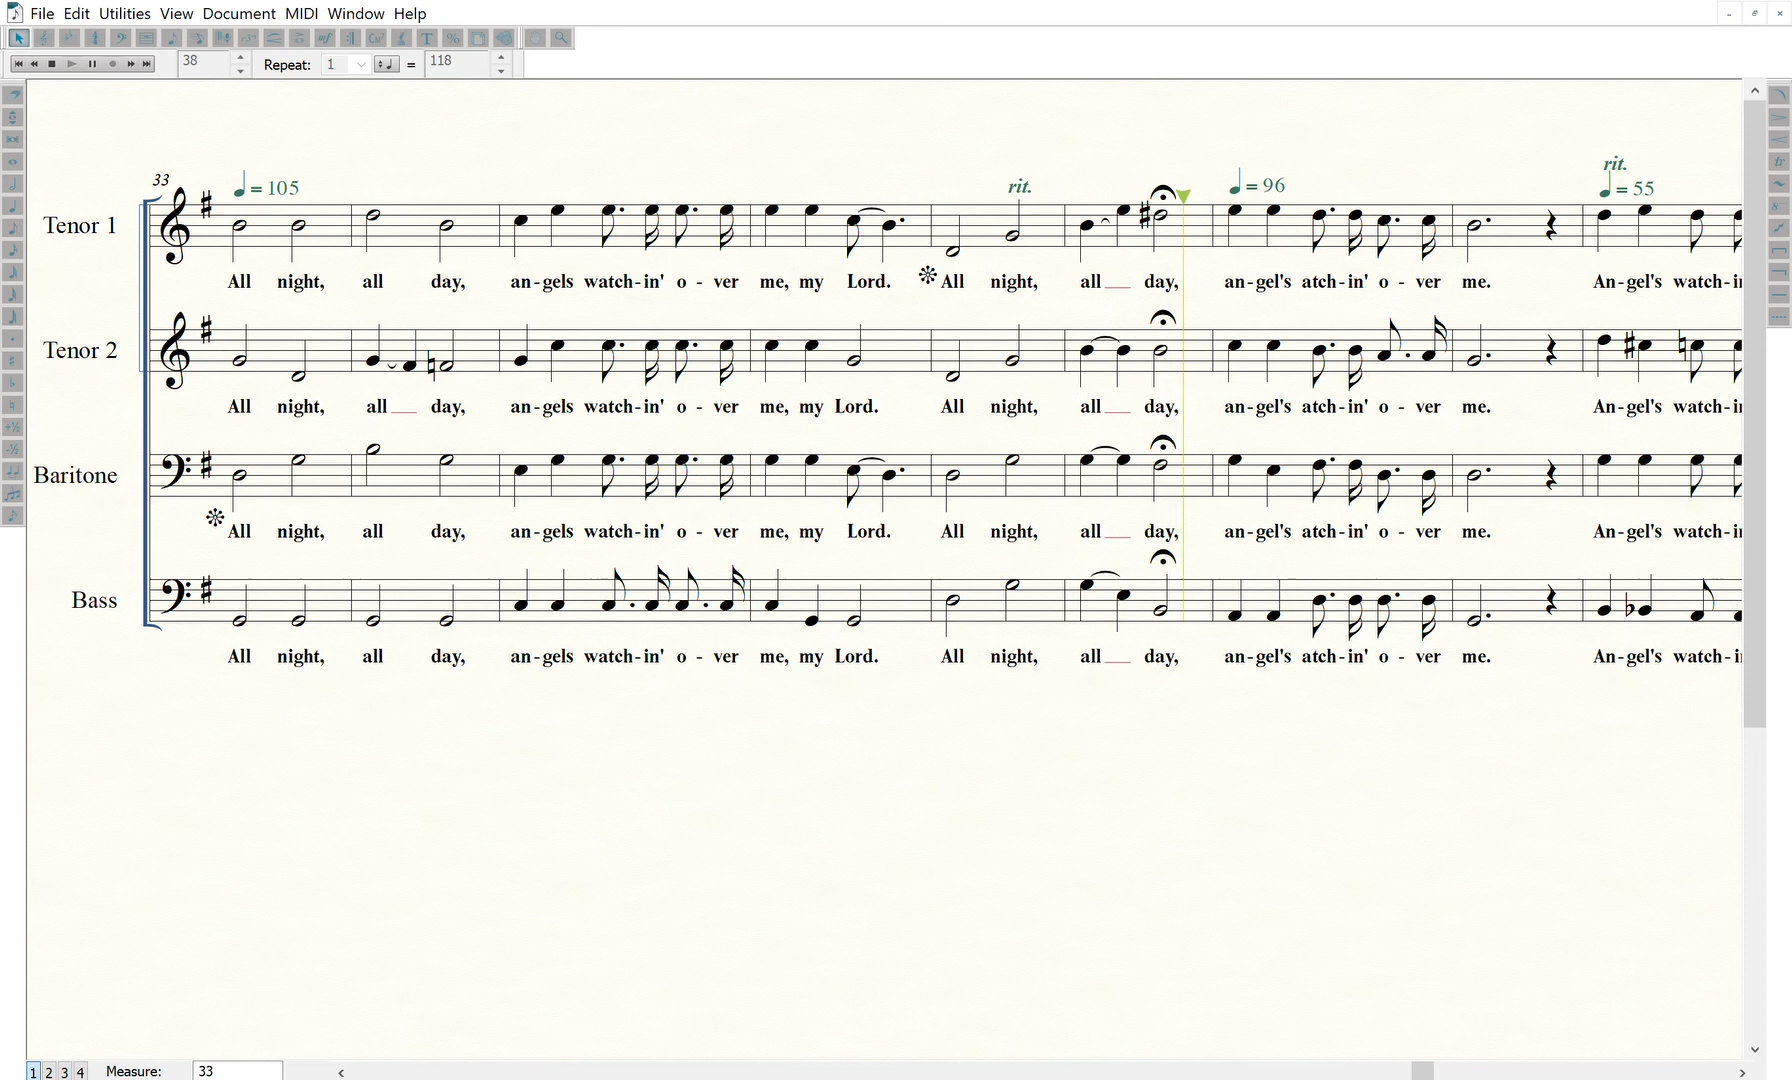 File Edit Utilities View Document MIDI Window Help
38 Repeat: 1 = 118
33 = 105 rit. = 96 rit. = 55
Tenor 1
All night, all day, an-gels watch-in' o - ver me, my Lord. All night, all __ day, an-gel's atch-in' o - ver me. An-gel's watch-in
Tenor 2
All night, all __ day, an-gels watch-in' o - ver me, my Lord. All night, all __ day, an-gel's atch-in' o - ver me. An-gel's watch-in
Baritone
All night, all day, an-gels watch-in' o - ver me, my Lord. All night, all __ day, an-gel's atch-in' o - ver me. An-gel's watch-in
Bass
All night, all day, an-gels watch-in' o - ver me, my Lord. All night, all __ day, an-gel's atch-in' o - ver me. An-gel's watch-in
1 2 3 4 Measure: 33